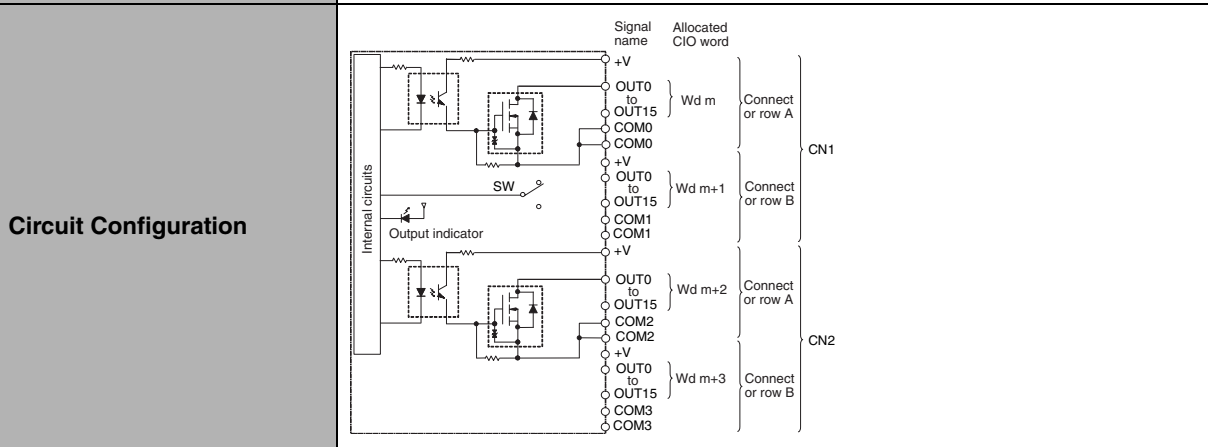 Circuit Configuration
Signal name
Allocated CIO word
Internal circuits
SW
Output indicator
+V
OUT0
to
OUT15
Wd m
COM0
COM0
Connect
or row A
+V
OUT0
to
OUT15
Wd m+1
COM1
COM1
Connect
or row B
CN1
+V
OUT0
to
OUT15
Wd m+2
COM2
COM2
Connect
or row A
+V
OUT0
to
OUT15
Wd m+3
COM3
COM3
Connect
or row B
CN2